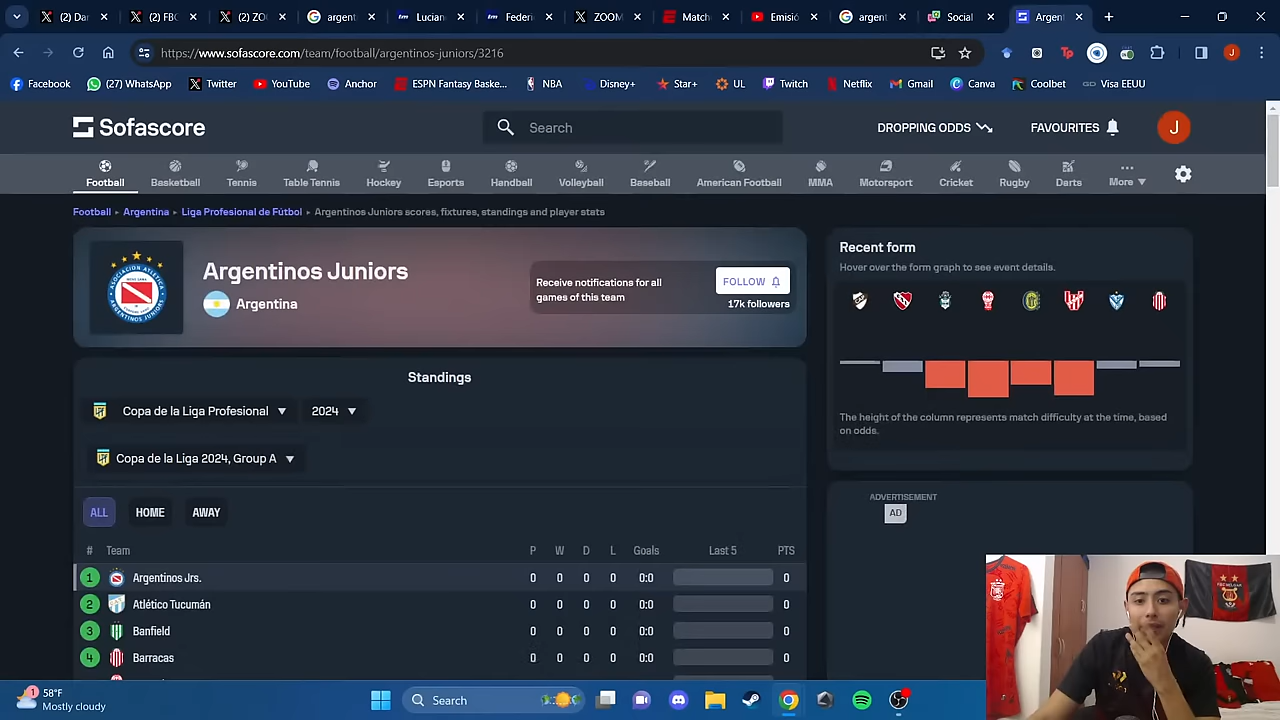 (2) Dar
(2) FBC
(2) ZO
argent
Lucian
Federi
ZOOM
Match
Emisió
argent
Social
Argen
https://www.sofascore.com/team/football/argentinos-juniors/3216
Facebook
(27) WhatsApp
Twitter
YouTube
Anchor
ESPN Fantasy Baske...
NBA
Disney+
Star+
UL
Twitch
Netflix
Gmail
Canva
Coolbet
Visa EEUU
Sofascore
Search
DROPPING ODDS
FAVOURITES
J
Football
Basketball
Tennis
Table Tennis
Hockey
Esports
Handball
Volleyball
Baseball
American Football
MMA
Motorsport
Cricket
Rugby
Darts
More
Football
Argentina
Liga Profesional de Fútbol
Argentinos Juniors scores, fixtures, standings and player stats
Argentinos Juniors
Argentina
Receive notifications for all
games of this team
FOLLOW
17k followers
Recent form
Hover over the form graph to see event details.
The height of the column represents match difficulty at the time, based
on odds.
Standings
Copa de la Liga Profesional
2024
Copa de la Liga 2024, Group A
ALL HOME AWAY
# Team P W D L Goals Last 5 PTS
1 Argentinos Jrs. 0 0 0 0 0:0 0
2 Atlético Tucumán 0 0 0 0 0:0 0
3 Banfield 0 0 0 0 0:0 0
4 Barracas 0 0 0 0 0:0 0
ADVERTISEMENT
AD
1
58°F
Mostly cloudy
Search